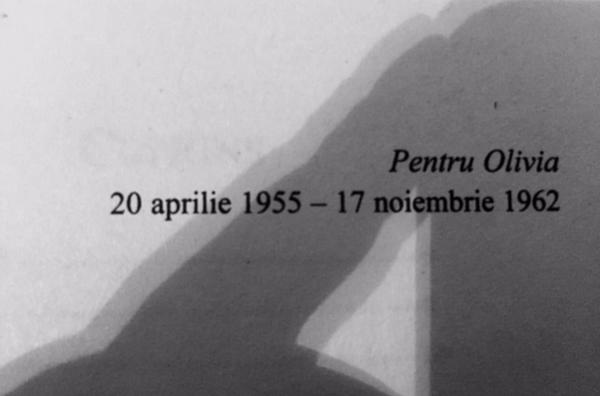 Pentru Olivia
20 aprilie 1955 – 17 noiembrie 1962